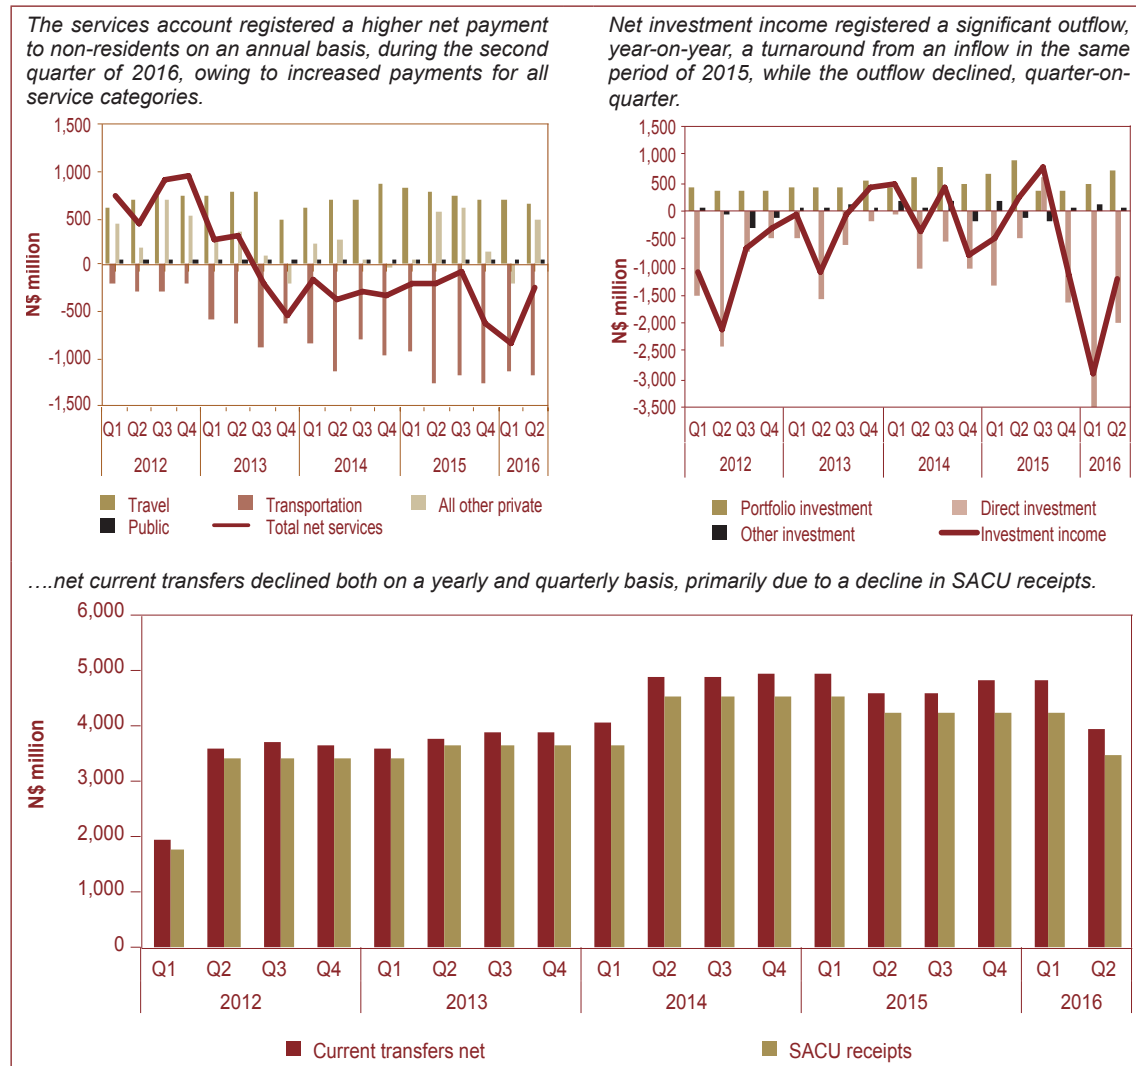 The services account registered a higher net payment
to non-residents on an annual basis, during the second
quarter of 2016, owing to increased payments for all
service categories.
1,500
1,000
500
0
-500
-1,000
-1,500
N$ million
Q1 Q2 Q3 Q4 Q1 Q2 Q3 Q4 Q1 Q2 Q3 Q4 Q1 Q2 Q3 Q4 Q1 Q2
2012 2013 2014 2015 2016
Travel Transportation All other private
Public Total net services
Net investment income registered a significant outflow,
year-on-year, a turnaround from an inflow in the same
period of 2015, while the outflow declined, quarter-on-
quarter.
1,500
1,000
500
0
-500
-1,000
-1,500
-2,000
-2,500
-3,000
-3,500
N$ million
Q1 Q2 Q3 Q4 Q1 Q2 Q3 Q4 Q1 Q2 Q3 Q4 Q1 Q2 Q3 Q4 Q1 Q2
2012 2013 2014 2015 2016
Portfolio investment Direct investment
Other investment Investment income
….net current transfers declined both on a yearly and quarterly basis, primarily due to a decline in SACU receipts.
6,000
5,000
4,000
3,000
2,000
1,000
0
N$ million
Q1 Q2 Q3 Q4 Q1 Q2 Q3 Q4 Q1 Q2 Q3 Q4 Q1 Q2 Q3 Q4 Q1 Q2
2012 2013 2014 2015 2016
Current transfers net SACU receipts